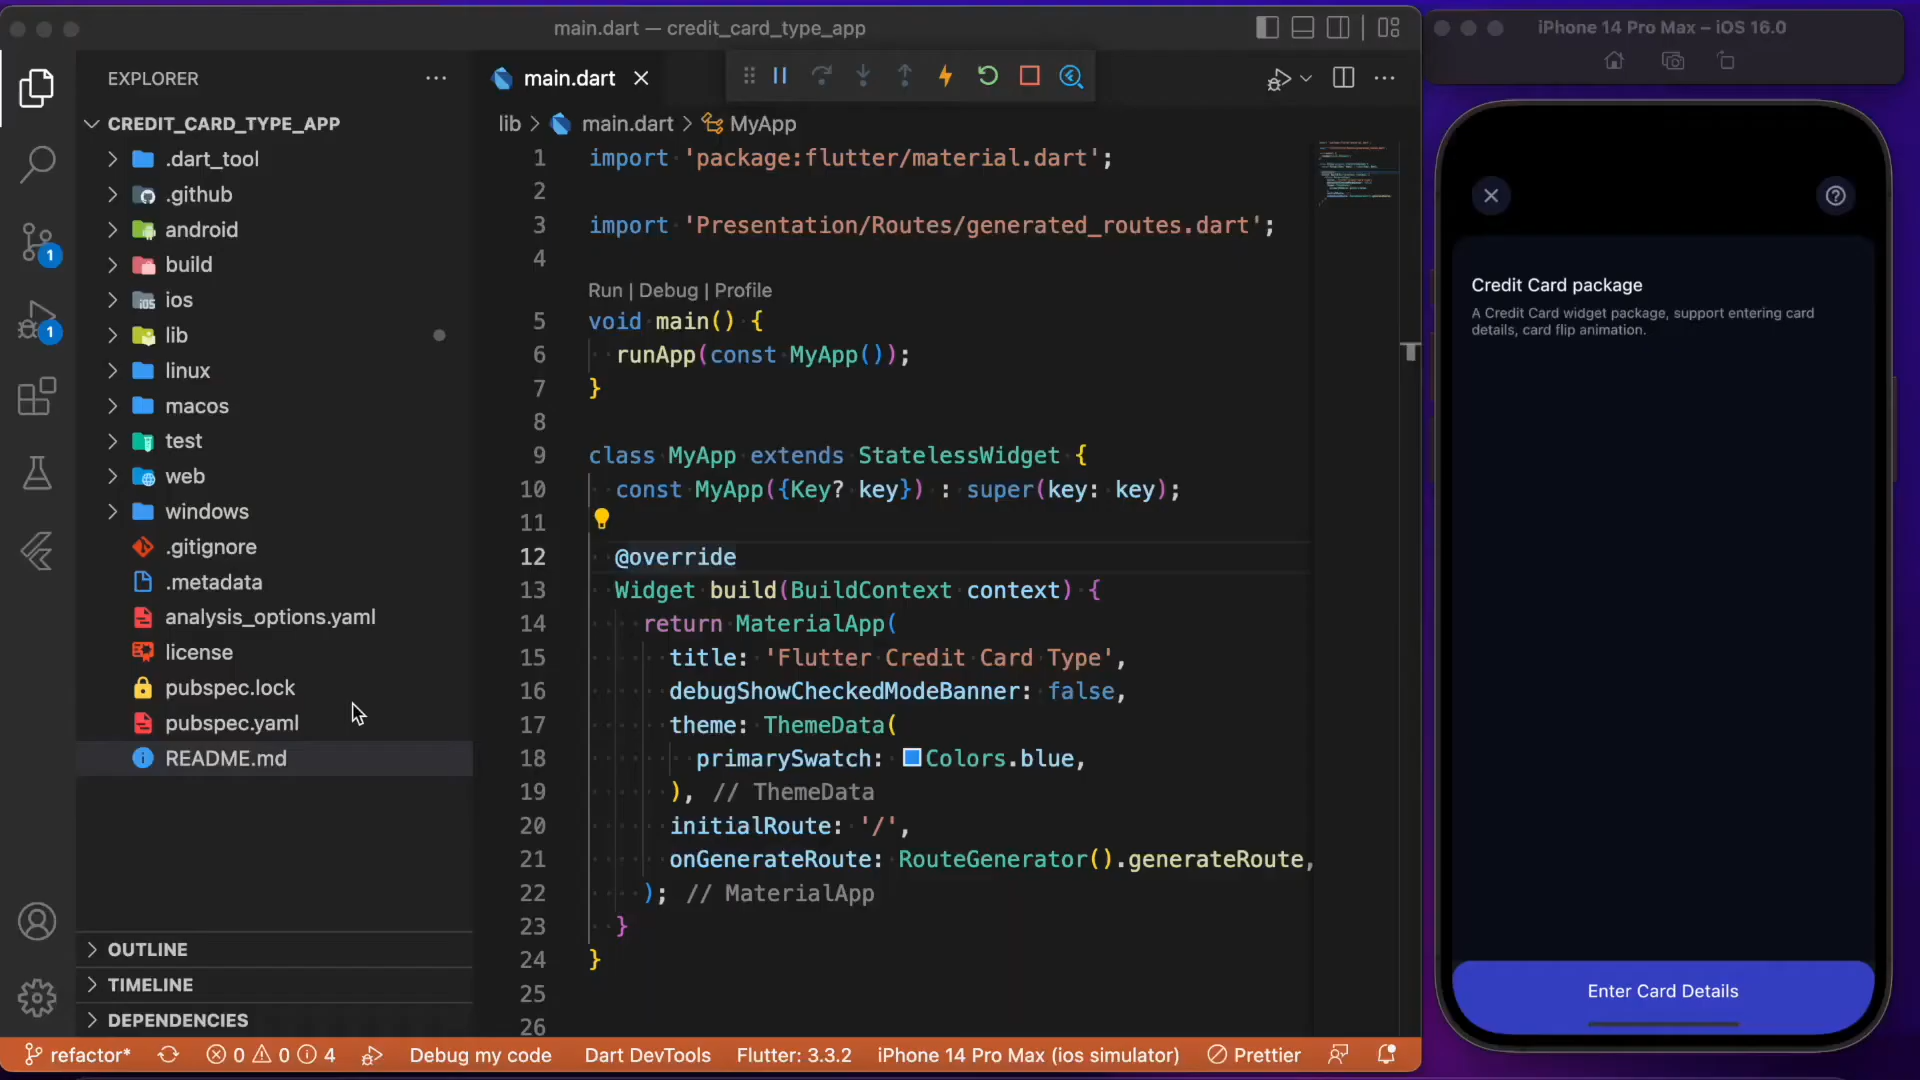 main.dart — credit_card_type_app
iPhone 14 Pro Max – iOS 16.0
EXPLORER
main.dart
CREDIT_CARD_TYPE_APP
lib > main.dart > MyApp
.dart_tool
.github
android
build
ios
lib
linux
macos
test
web
windows
.gitignore
.metadata
analysis_options.yaml
license
pubspec.lock
pubspec.yaml
README.md
OUTLINE
TIMELINE
DEPENDENCIES
1
1
1 import 'package:flutter/material.dart';
2
3 import 'Presentation/Routes/generated_routes.dart';
4
Run | Debug | Profile
5 void main() {
6 runApp(const MyApp());
7 }
8
9 class MyApp extends StatelessWidget {
10 const MyApp({Key? key}) : super(key: key);
11
12 @override
13 Widget build(BuildContext context) {
14 return MaterialApp(
15 title: 'Flutter Credit Card Type',
16 debugShowCheckedModeBanner: false,
17 theme: ThemeData(
18 primarySwatch: Colors.blue,
19 ), // ThemeData
20 initialRoute: '/',
21 onGenerateRoute: RouteGenerator().generateRoute,
22 ); // MaterialApp
23 }
24 }
25
26
Credit Card package
A Credit Card widget package, support entering card
details, card flip animation.
Enter Card Details
refactor* 0 0 4 Debug my code Dart DevTools Flutter: 3.3.2 iPhone 14 Pro Max (ios simulator) Prettier